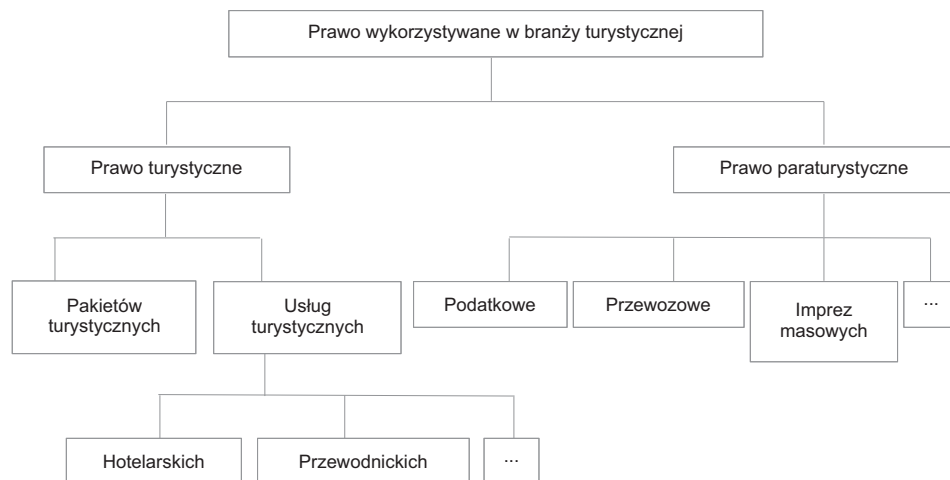 Prawo wykorzystywane w branży turystycznej
Prawo turystyczne
Prawo paraturystyczne
Pakietów
turystycznych
Usług
turystycznych
Podatkowe
Przewozowe
Imprez
masowych
...
Hotelarskich
Przewodnickich
...